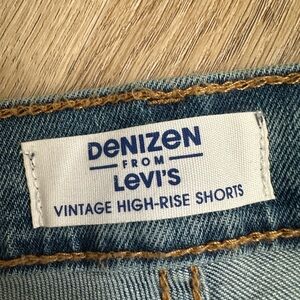 DENIZEN
FROM
LEVI'S
VINTAGE HIGH-RISE SHORTS